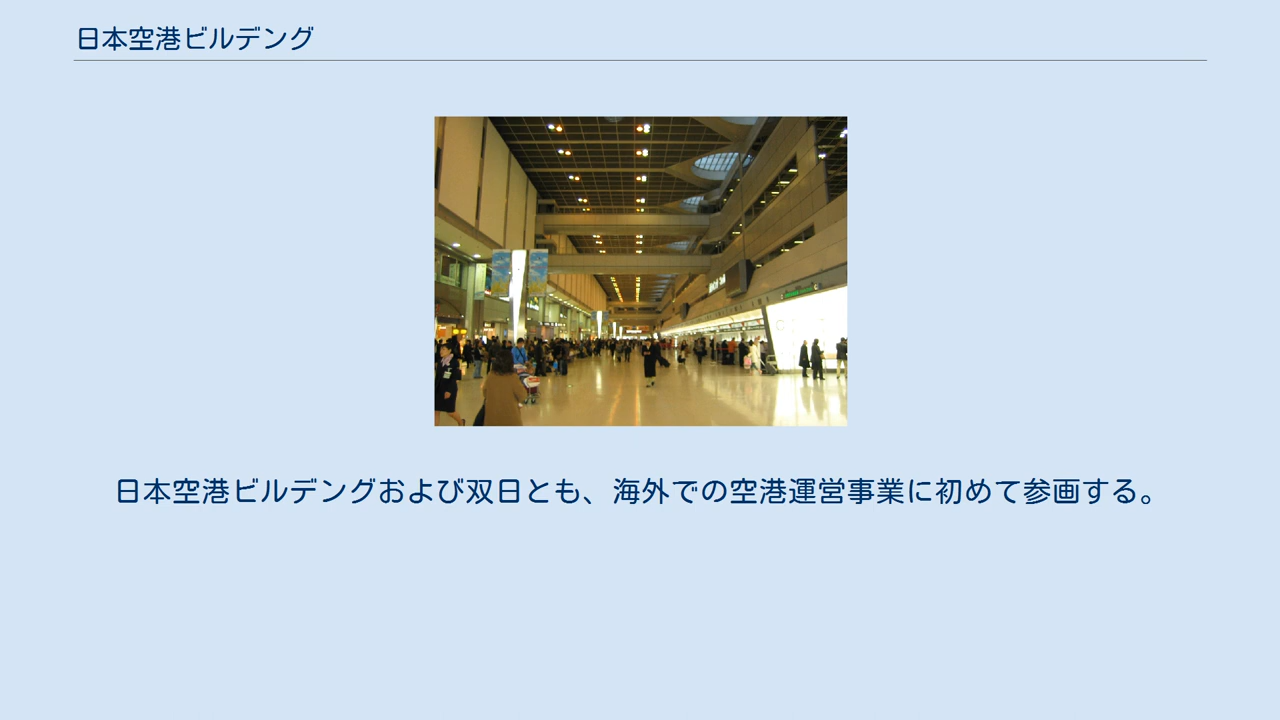 日本空港ビルデング
日本空港ビルデングおよび双日とも、海外での空港運営事業に初めて参画する。